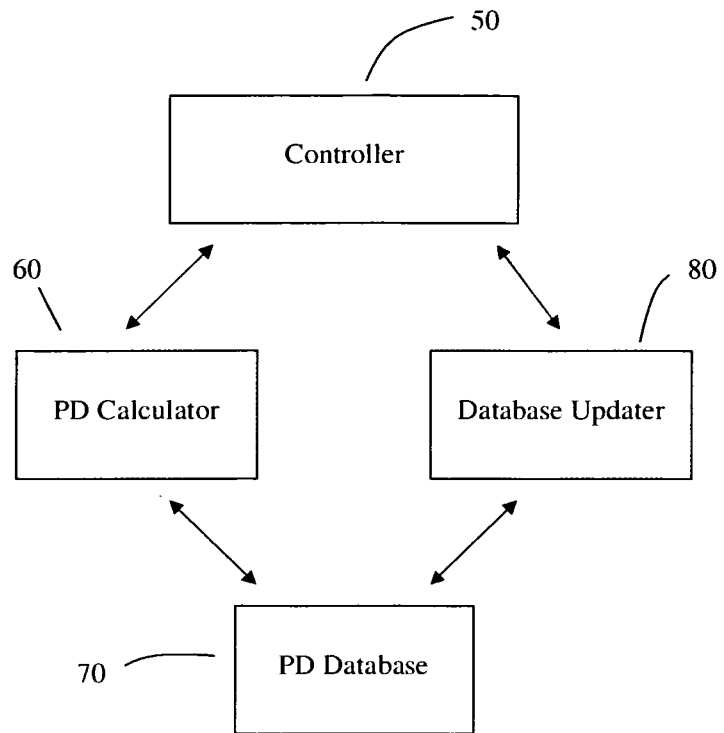 50
Controller
60
80
PD Calculator
Database Updater
70
PD Database